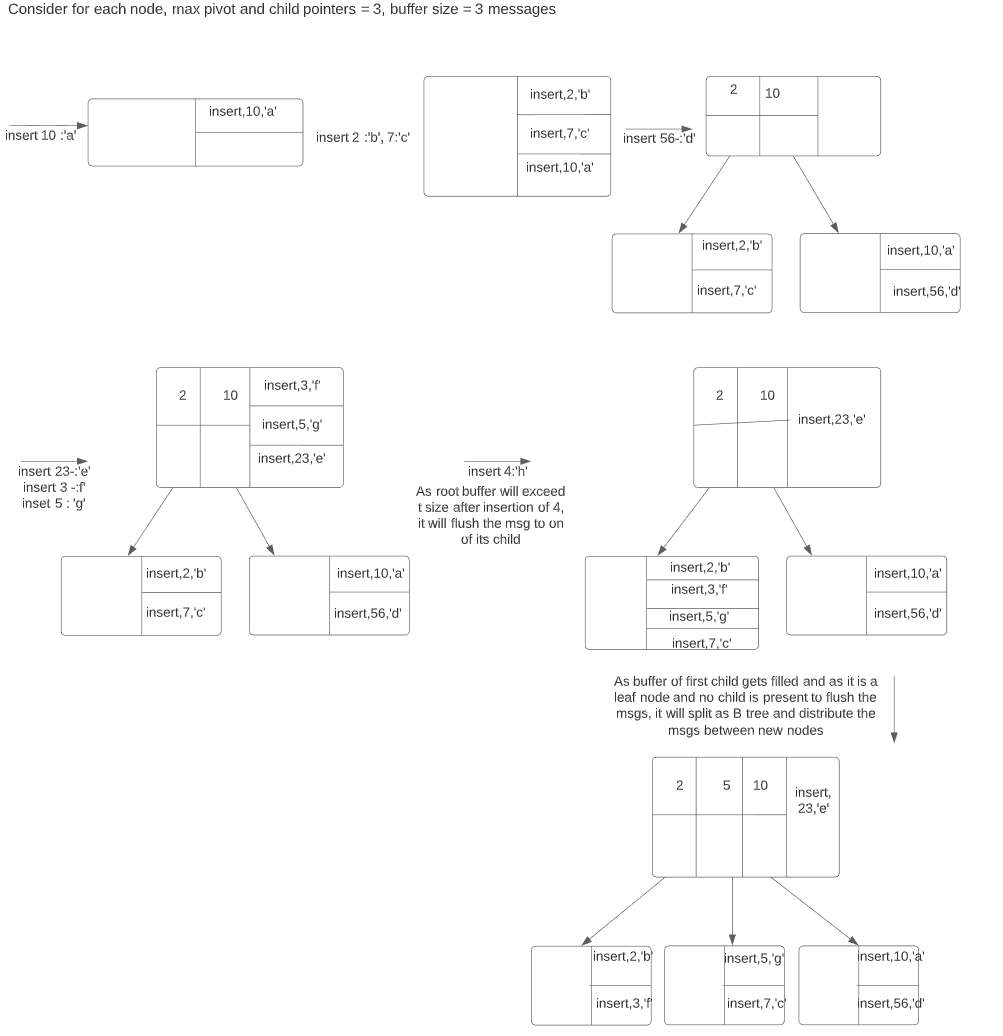 Consider for each node, max pivot and child pointers = 3, buffer size = 3 messages
insert 10 :'a'
insert,10,'a'
insert 2 :'b', 7:'c'
insert,2,'b'
insert,7,'c'
insert,10,'a'
insert 56-:'d'
2
10
insert,2,'b'
insert,7,'c'
insert,10,'a'
insert,56,'d'
insert 23-:'e'
insert 3 -:f'
inset 5 : 'g'
2
10
insert,3,'f'
insert,5,'g'
insert,23,'e'
insert,2,'b'
insert,7,'c'
insert,10,'a'
insert,56,'d'
insert 4:'h'
As root buffer will exceed
t size after insertion of 4,
it will flush the msg to on
of its child
2
10
insert,23,'e'
insert,2,'b'
insert,3,'f'
insert,5,'g'
insert,7,'c'
insert,10,'a'
insert,56,'d'
As buffer of first child gets filled and as it is a
leaf node and no child is present to flush the
msgs, it will split as B tree and distribute the
msgs between new nodes
2
5
10
insert,
23,'e'
insert,2,'b'
insert,3,'f'
insert,5,'g'
insert,7,'c'
insert,10,'a'
insert,56,'d'